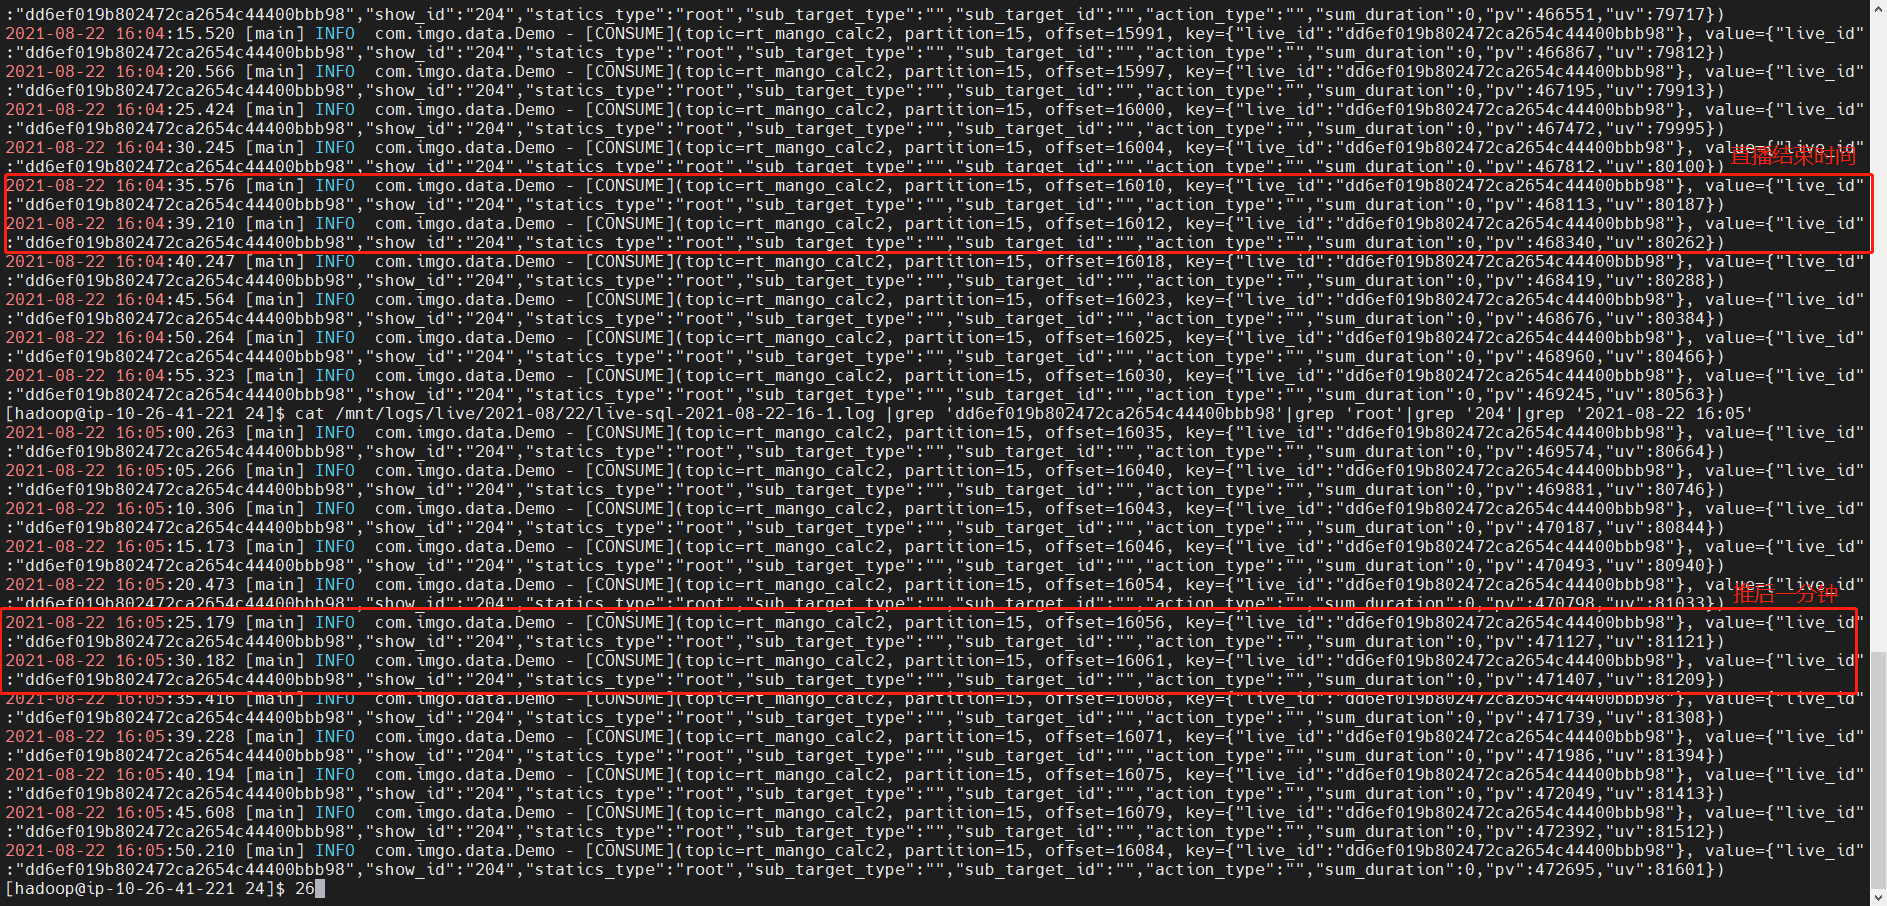 :"dd6ef019b802472ca2654c44400bbb98","show_id":"204","statics_type":"root","sub_target_type":"","sub_target_id":"","action_type":"","sum_duration":0,"pv":466551,"uv":79717})
2021-08-22 16:04:15.520 [main] INFO  com.imgo.data.Demo - [CONSUME](topic=rt_mango_calc2, partition=15, offset=15991, key={"live_id":"dd6ef019b802472ca2654c44400bbb98"}, value={"live_id"
:"dd6ef019b802472ca2654c44400bbb98","show_id":"204","statics_type":"root","sub_target_type":"","sub_target_id":"","action_type":"","sum_duration":0,"pv":466867,"uv":79812})
2021-08-22 16:04:20.566 [main] INFO  com.imgo.data.Demo - [CONSUME](topic=rt_mango_calc2, partition=15, offset=15997, key={"live_id":"dd6ef019b802472ca2654c44400bbb98"}, value={"live_id"
:"dd6ef019b802472ca2654c44400bbb98","show_id":"204","statics_type":"root","sub_target_type":"","sub_target_id":"","action_type":"","sum_duration":0,"pv":467195,"uv":79913})
2021-08-22 16:04:25.424 [main] INFO  com.imgo.data.Demo - [CONSUME](topic=rt_mango_calc2, partition=15, offset=16000, key={"live_id":"dd6ef019b802472ca2654c44400bbb98"}, value={"live_id"
:"dd6ef019b802472ca2654c44400bbb98","show_id":"204","statics_type":"root","sub_target_type":"","sub_target_id":"","action_type":"","sum_duration":0,"pv":467472,"uv":79995})
2021-08-22 16:04:30.245 [main] INFO  com.imgo.data.Demo - [CONSUME](topic=rt_mango_calc2, partition=15, offset=16004, key={"live_id":"dd6ef019b802472ca2654c44400bbb98"}, value={"live_id"
:"dd6ef019b802472ca2654c44400bbb98","show_id":"204","statics_type":"root","sub_target_type":"","sub_target_id":"","action_type":"","sum_duration":0,"pv":467812,"uv":80100})
直播结束时间
2021-08-22 16:04:35.576 [main] INFO  com.imgo.data.Demo - [CONSUME](topic=rt_mango_calc2, partition=15, offset=16010, key={"live_id":"dd6ef019b802472ca2654c44400bbb98"}, value={"live_id"
:"dd6ef019b802472ca2654c44400bbb98","show_id":"204","statics_type":"root","sub_target_type":"","sub_target_id":"","action_type":"","sum_duration":0,"pv":468113,"uv":80187})
2021-08-22 16:04:39.210 [main] INFO  com.imgo.data.Demo - [CONSUME](topic=rt_mango_calc2, partition=15, offset=16012, key={"live_id":"dd6ef019b802472ca2654c44400bbb98"}, value={"live_id"
:"dd6ef019b802472ca2654c44400bbb98","show_id":"204","statics_type":"root","sub_target_type":"","sub_target_id":"","action_type":"","sum_duration":0,"pv":468340,"uv":80262})
2021-08-22 16:04:40.247 [main] INFO  com.imgo.data.Demo - [CONSUME](topic=rt_mango_calc2, partition=15, offset=16018, key={"live_id":"dd6ef019b802472ca2654c44400bbb98"}, value={"live_id"
:"dd6ef019b802472ca2654c44400bbb98","show_id":"204","statics_type":"root","sub_target_type":"","sub_target_id":"","action_type":"","sum_duration":0,"pv":468419,"uv":80288})
2021-08-22 16:04:45.564 [main] INFO  com.imgo.data.Demo - [CONSUME](topic=rt_mango_calc2, partition=15, offset=16023, key={"live_id":"dd6ef019b802472ca2654c44400bbb98"}, value={"live_id"
:"dd6ef019b802472ca2654c44400bbb98","show_id":"204","statics_type":"root","sub_target_type":"","sub_target_id":"","action_type":"","sum_duration":0,"pv":468676,"uv":80384})
2021-08-22 16:04:50.264 [main] INFO  com.imgo.data.Demo - [CONSUME](topic=rt_mango_calc2, partition=15, offset=16025, key={"live_id":"dd6ef019b802472ca2654c44400bbb98"}, value={"live_id"
:"dd6ef019b802472ca2654c44400bbb98","show_id":"204","statics_type":"root","sub_target_type":"","sub_target_id":"","action_type":"","sum_duration":0,"pv":468960,"uv":80466})
2021-08-22 16:04:55.323 [main] INFO  com.imgo.data.Demo - [CONSUME](topic=rt_mango_calc2, partition=15, offset=16030, key={"live_id":"dd6ef019b802472ca2654c44400bbb98"}, value={"live_id"
:"dd6ef019b802472ca2654c44400bbb98","show_id":"204","statics_type":"root","sub_target_type":"","sub_target_id":"","action_type":"","sum_duration":0,"pv":469245,"uv":80563})
[hadoop@ip-10-26-41-221 24]$ cat /mnt/logs/live/2021-08/22/live-sql-2021-08-22-16-1.log |grep 'dd6ef019b802472ca2654c44400bbb98'|grep 'root'|grep '204'|grep '2021-08-22 16:05'
2021-08-22 16:05:00.263 [main] INFO  com.imgo.data.Demo - [CONSUME](topic=rt_mango_calc2, partition=15, offset=16035, key={"live_id":"dd6ef019b802472ca2654c44400bbb98"}, value={"live_id"
:"dd6ef019b802472ca2654c44400bbb98","show_id":"204","statics_type":"root","sub_target_type":"","sub_target_id":"","action_type":"","sum_duration":0,"pv":469574,"uv":80664})
2021-08-22 16:05:05.266 [main] INFO  com.imgo.data.Demo - [CONSUME](topic=rt_mango_calc2, partition=15, offset=16040, key={"live_id":"dd6ef019b802472ca2654c44400bbb98"}, value={"live_id"
:"dd6ef019b802472ca2654c44400bbb98","show_id":"204","statics_type":"root","sub_target_type":"","sub_target_id":"","action_type":"","sum_duration":0,"pv":469881,"uv":80746})
2021-08-22 16:05:10.306 [main] INFO  com.imgo.data.Demo - [CONSUME](topic=rt_mango_calc2, partition=15, offset=16043, key={"live_id":"dd6ef019b802472ca2654c44400bbb98"}, value={"live_id"
:"dd6ef019b802472ca2654c44400bbb98","show_id":"204","statics_type":"root","sub_target_type":"","sub_target_id":"","action_type":"","sum_duration":0,"pv":470187,"uv":80844})
2021-08-22 16:05:15.173 [main] INFO  com.imgo.data.Demo - [CONSUME](topic=rt_mango_calc2, partition=15, offset=16046, key={"live_id":"dd6ef019b802472ca2654c44400bbb98"}, value={"live_id"
:"dd6ef019b802472ca2654c44400bbb98","show_id":"204","statics_type":"root","sub_target_type":"","sub_target_id":"","action_type":"","sum_duration":0,"pv":470493,"uv":80940})
2021-08-22 16:05:20.473 [main] INFO  com.imgo.data.Demo - [CONSUME](topic=rt_mango_calc2, partition=15, offset=16054, key={"live_id":"dd6ef019b802472ca2654c44400bbb98"}, value={"live_id"
:"dd6ef019b802472ca2654c44400bbb98","show_id":"204","statics_type":"root","sub_target_type":"","sub_target_id":"","action_type":"","sum_duration":0,"pv":470798,"uv":81033})
推后一分钟
2021-08-22 16:05:25.179 [main] INFO  com.imgo.data.Demo - [CONSUME](topic=rt_mango_calc2, partition=15, offset=16056, key={"live_id":"dd6ef019b802472ca2654c44400bbb98"}, value={"live_id"
:"dd6ef019b802472ca2654c44400bbb98","show_id":"204","statics_type":"root","sub_target_type":"","sub_target_id":"","action_type":"","sum_duration":0,"pv":471127,"uv":81121})
2021-08-22 16:05:30.182 [main] INFO  com.imgo.data.Demo - [CONSUME](topic=rt_mango_calc2, partition=15, offset=16061, key={"live_id":"dd6ef019b802472ca2654c44400bbb98"}, value={"live_id"
:"dd6ef019b802472ca2654c44400bbb98","show_id":"204","statics_type":"root","sub_target_type":"","sub_target_id":"","action_type":"","sum_duration":0,"pv":471407,"uv":81209})
2021-08-22 16:05:35.416 [main] INFO  com.imgo.data.Demo - [CONSUME](topic=rt_mango_calc2, partition=15, offset=16068, key={"live_id":"dd6ef019b802472ca2654c44400bbb98"}, value={"live_id"
:"dd6ef019b802472ca2654c44400bbb98","show_id":"204","statics_type":"root","sub_target_type":"","sub_target_id":"","action_type":"","sum_duration":0,"pv":471739,"uv":81308})
2021-08-22 16:05:39.228 [main] INFO  com.imgo.data.Demo - [CONSUME](topic=rt_mango_calc2, partition=15, offset=16071, key={"live_id":"dd6ef019b802472ca2654c44400bbb98"}, value={"live_id"
:"dd6ef019b802472ca2654c44400bbb98","show_id":"204","statics_type":"root","sub_target_type":"","sub_target_id":"","action_type":"","sum_duration":0,"pv":471986,"uv":81394})
2021-08-22 16:05:40.194 [main] INFO  com.imgo.data.Demo - [CONSUME](topic=rt_mango_calc2, partition=15, offset=16075, key={"live_id":"dd6ef019b802472ca2654c44400bbb98"}, value={"live_id"
:"dd6ef019b802472ca2654c44400bbb98","show_id":"204","statics_type":"root","sub_target_type":"","sub_target_id":"","action_type":"","sum_duration":0,"pv":472049,"uv":81413})
2021-08-22 16:05:45.608 [main] INFO  com.imgo.data.Demo - [CONSUME](topic=rt_mango_calc2, partition=15, offset=16079, key={"live_id":"dd6ef019b802472ca2654c44400bbb98"}, value={"live_id"
:"dd6ef019b802472ca2654c44400bbb98","show_id":"204","statics_type":"root","sub_target_type":"","sub_target_id":"","action_type":"","sum_duration":0,"pv":472392,"uv":81512})
2021-08-22 16:05:50.210 [main] INFO  com.imgo.data.Demo - [CONSUME](topic=rt_mango_calc2, partition=15, offset=16084, key={"live_id":"dd6ef019b802472ca2654c44400bbb98"}, value={"live_id"
:"dd6ef019b802472ca2654c44400bbb98","show_id":"204","statics_type":"root","sub_target_type":"","sub_target_id":"","action_type":"","sum_duration":0,"pv":472695,"uv":81601})
[hadoop@ip-10-26-41-221 24]$ 26